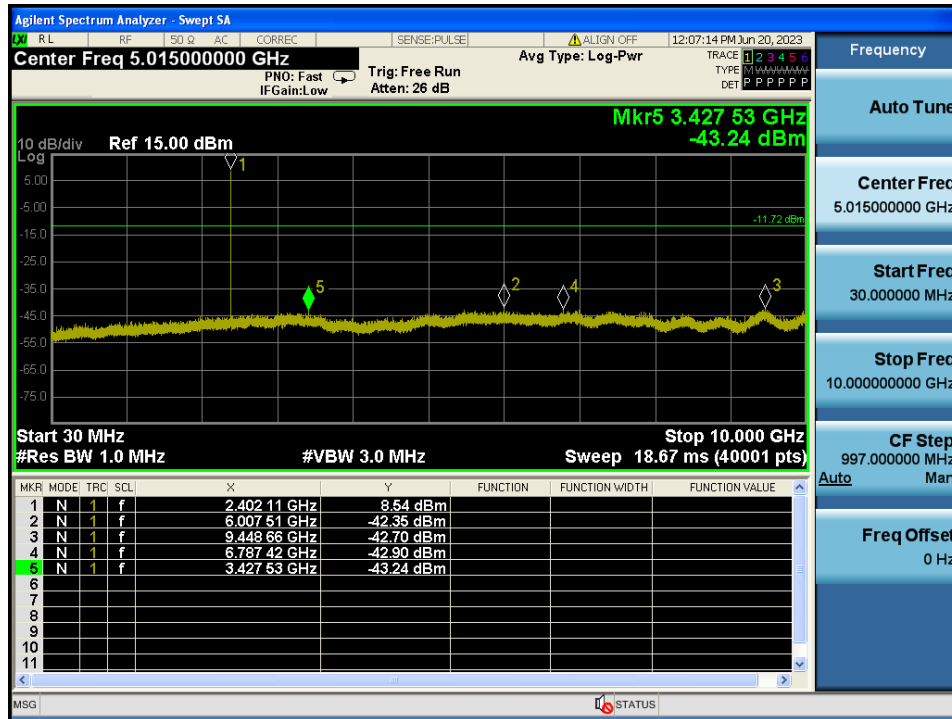 Agilent Spectrum Analyzer - Swept SA
LXI RL RF 50 Ω AC CORREC SENSE:PULSE ALIGN OFF 12:07:14 PM Jun 20, 2023
Center Freq 5.015000000 GHz
PNO: Fast
IFGain:Low
Trig: Free Run
Atten: 26 dB
Avg Type: Log-Pwr
TRACE 1 2 3 4 5 6
TYPE M WWWWW
DET P P P P P P
Mkr5 3.427 53 GHz
-43.24 dBm
10 dB/div Ref 15.00 dBm
Log
1
5.00
-5.00
-11.72 dBm
-15.0
-25.0
-35.0
5 2 4 3
-45.0
-55.0
-65.0
-75.0
Start 30 MHz Stop 10.000 GHz
#Res BW 1.0 MHz #VBW 3.0 MHz Sweep 18.67 ms (40001 pts)
MKR MODE TRC SCL X Y FUNCTION FUNCTION WIDTH FUNCTION VALUE
1 N 1 f 2.402 11 GHz 8.54 dBm
2 N 1 f 6.007 51 GHz -42.35 dBm
3 N 1 f 9.448 66 GHz -42.70 dBm
4 N 1 f 6.787 42 GHz -42.90 dBm
5 N 1 f 3.427 53 GHz -43.24 dBm
6
7
8
9
10
11
MSG STATUS
Frequency
Auto Tune
Center Freq
5.015000000 GHz
Start Freq
30.000000 MHz
Stop Freq
10.000000000 GHz
CF Step
997.000000 MHz
Auto Man
Freq Offset
0 Hz